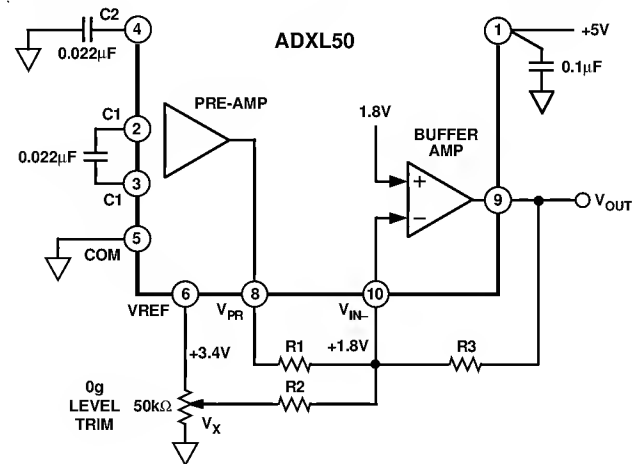 C2
4
0.022µF
ADXL50
1
+5V
0.1µF
PRE-AMP
1.8V
BUFFER
AMP
C1
2
0.022µF
3
C1
+
−
9
VOUT
5
COM
6
8
10
VREF
VPR
VIN–
+3.4V
R1
+1.8V
R3
0g
LEVEL
TRIM
50kΩ
R2
VX